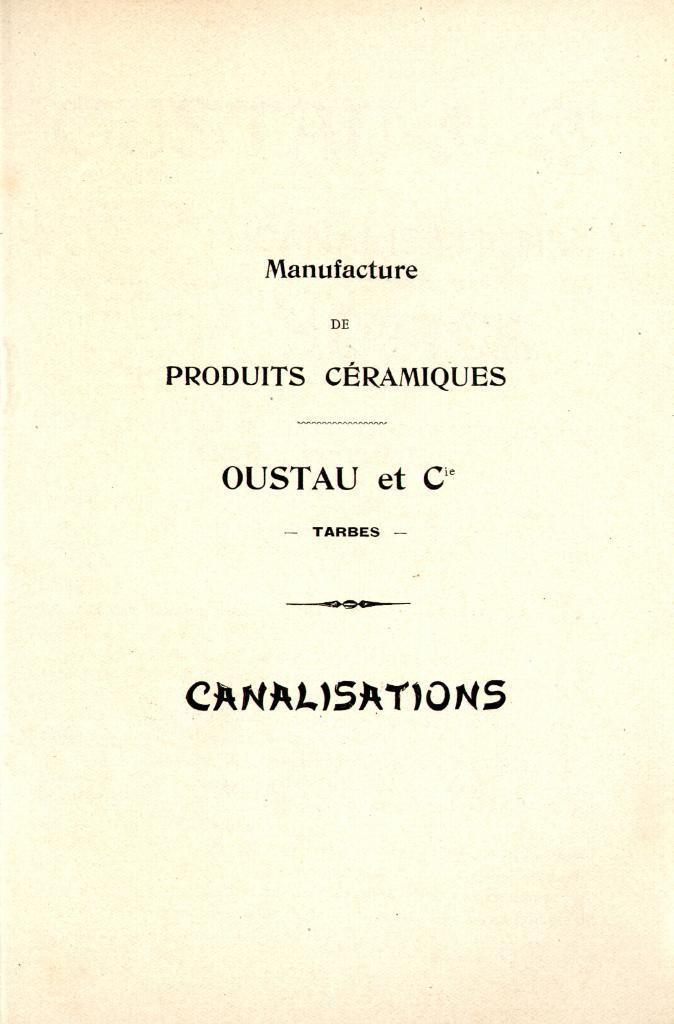 Manufacture
DE
PRODUITS CÉRAMIQUES
OUSTAU et Cie
— TARBES —
CANALISATIONS